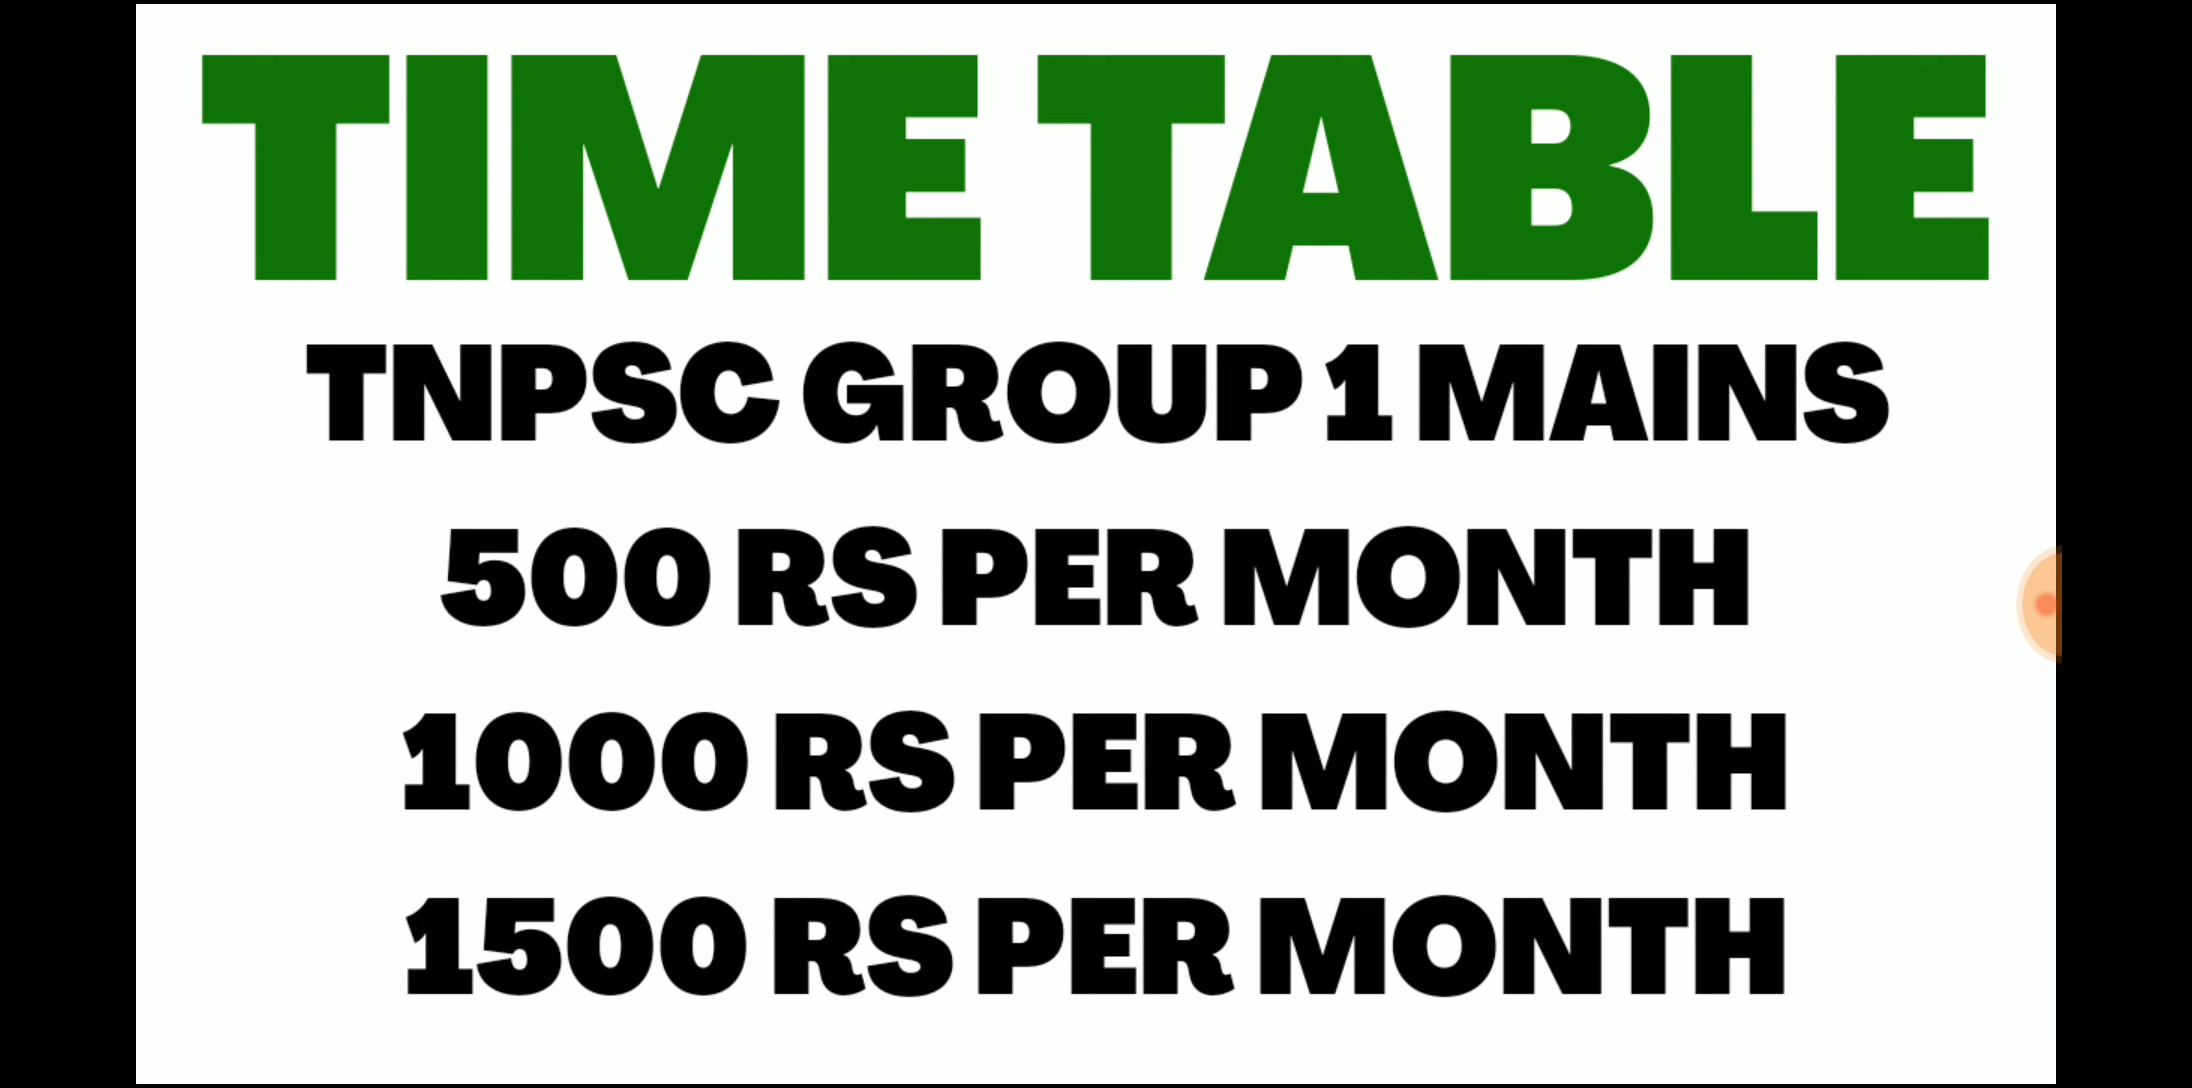 TIME TABLE
TNPSC GROUP 1 MAINS
500 RS PER MONTH
1000 RS PER MONTH
1500 RS PER MONTH